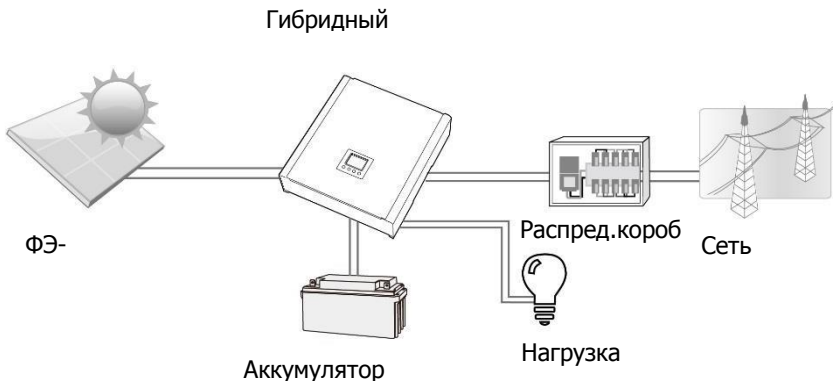 Гибридный
ФЭ-
Распред.короб
Сеть
Аккумулятор
Нагрузка